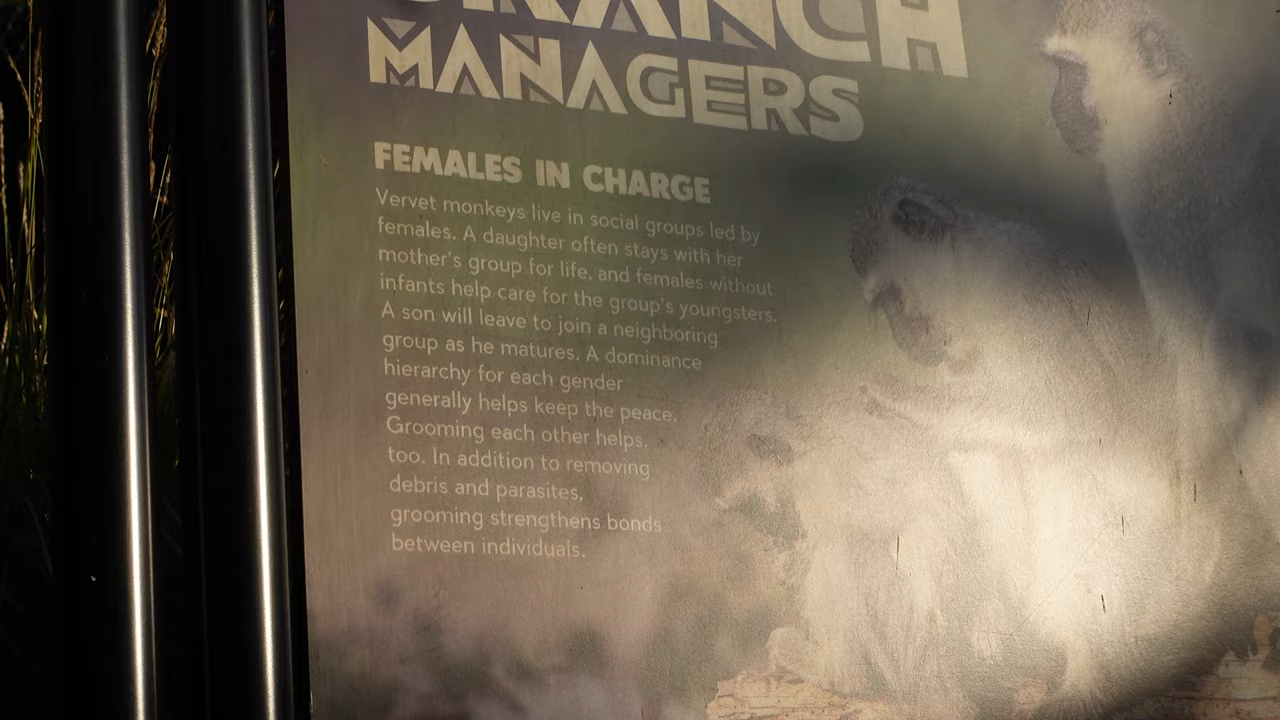 BRANCH
MANAGERS
FEMALES IN CHARGE
Vervet monkeys live in social groups led by
females. A daughter often stays with her
mother's group for life, and females without
infants help care for the group's youngsters.
A son will leave to join a neighboring
group as he matures. A dominance
hierarchy for each gender
generally helps keep the peace.
Grooming each other helps,
too. In addition to removing
debris and parasites,
grooming strengthens bonds
between individuals.